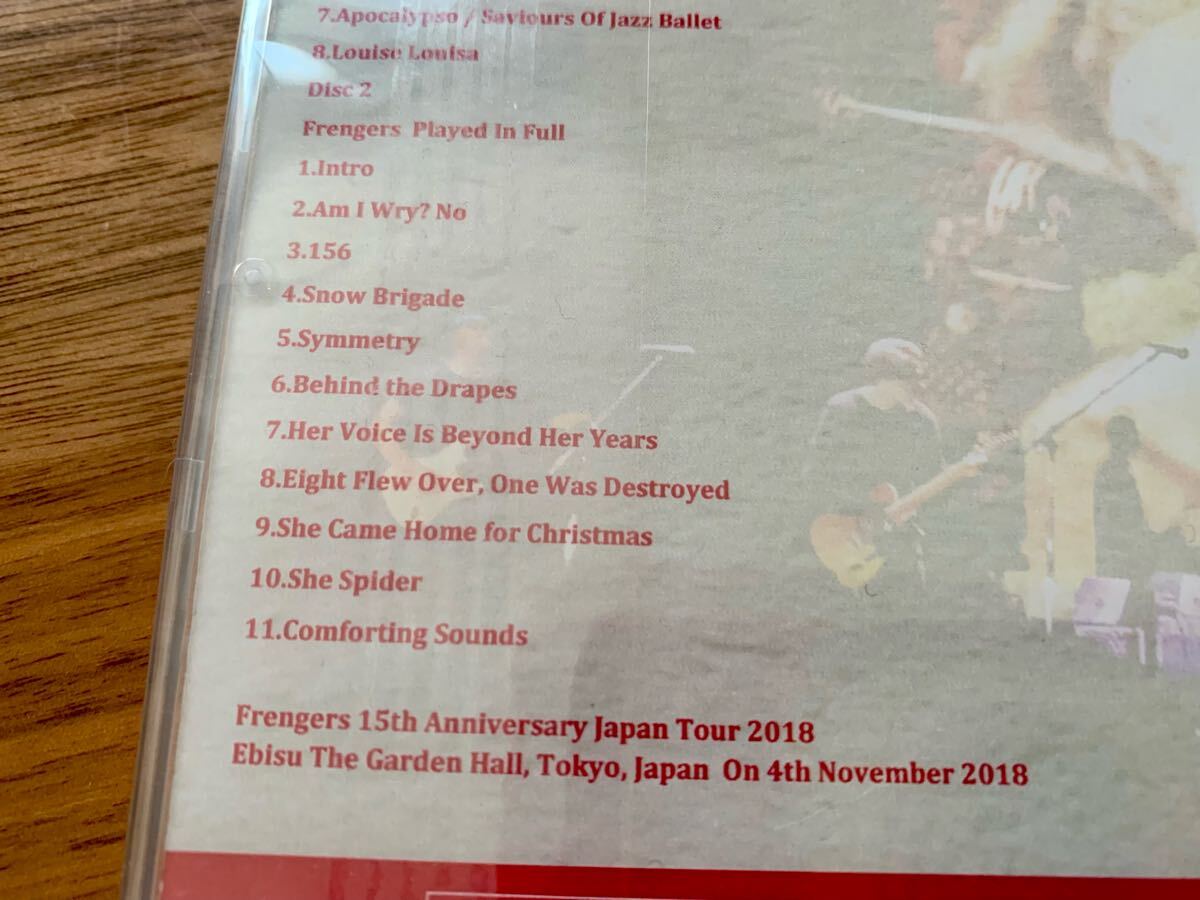 7.Apocalypso / Saviours Of Jazz Ballet
8.Louise Louisa
Disc 2
Frengers Played In Full
1.Intro
2.Am I Wry? No
3.156
4.Snow Brigade
5.Symmetry
6.Behind the Drapes
7.Her Voice Is Beyond Her Years
8.Eight Flew Over, One Was Destroyed
9.She Came Home for Christmas
10.She Spider
11.Comforting Sounds
Frengers 15th Anniversary Japan Tour 2018
Ebisu The Garden Hall, Tokyo, Japan On 4th November 2018